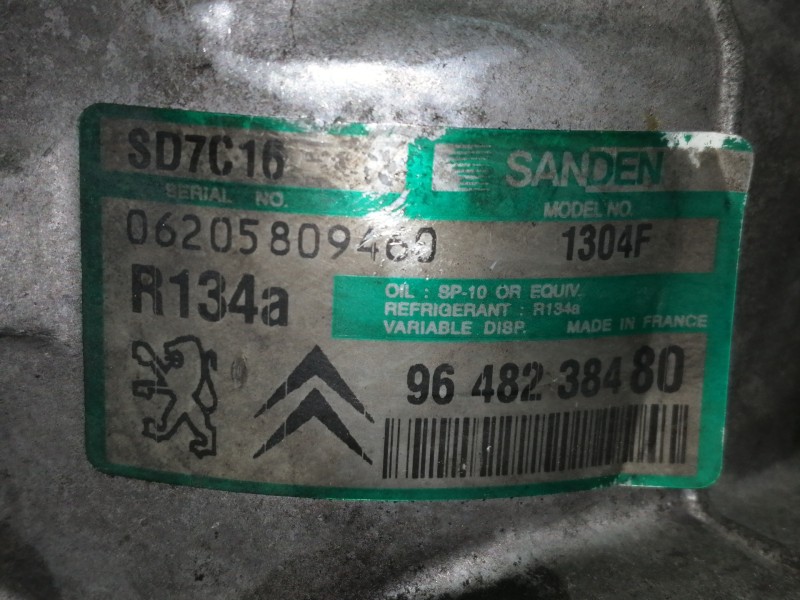 SD7C16
SANDEN
SERIAL NO.
MODEL NO.
06205809460
1304F
R134a
OIL : SP-10 OR EQUIV.
REFRIGERANT : R134a
VARIABLE DISP. MADE IN FRANCE
96 482 384 80